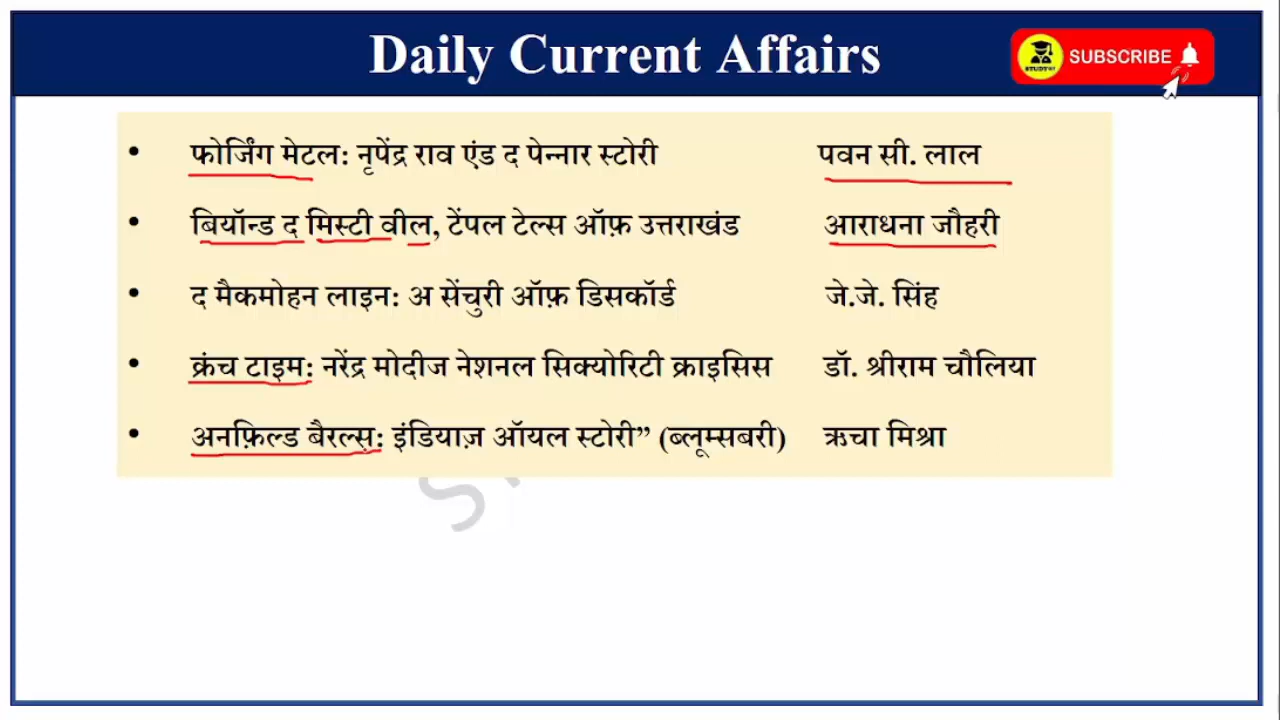 Daily Current Affairs
SUBSCRIBE
• फोर्जिंग मेटल: नृपेंद्र राव एंड द पेन्नार स्टोरी पवन सी. लाल
• बियॉन्ड द मिस्टी वील, टेंपल टेल्स ऑफ़ उत्तराखंड आराधना जौहरी
• द मैकमोहन लाइन: अ सेंचुरी ऑफ़ डिसकॉर्ड जे.जे. सिंह
• क्रंच टाइम: नरेंद्र मोदीज नेशनल सिक्योरिटी क्राइसिस डॉ. श्रीराम चौलिया
• अनफ़िल्ड बैरल्स: इंडियाज़ ऑयल स्टोरी” (ब्लूम्सबरी) ऋचा मिश्रा